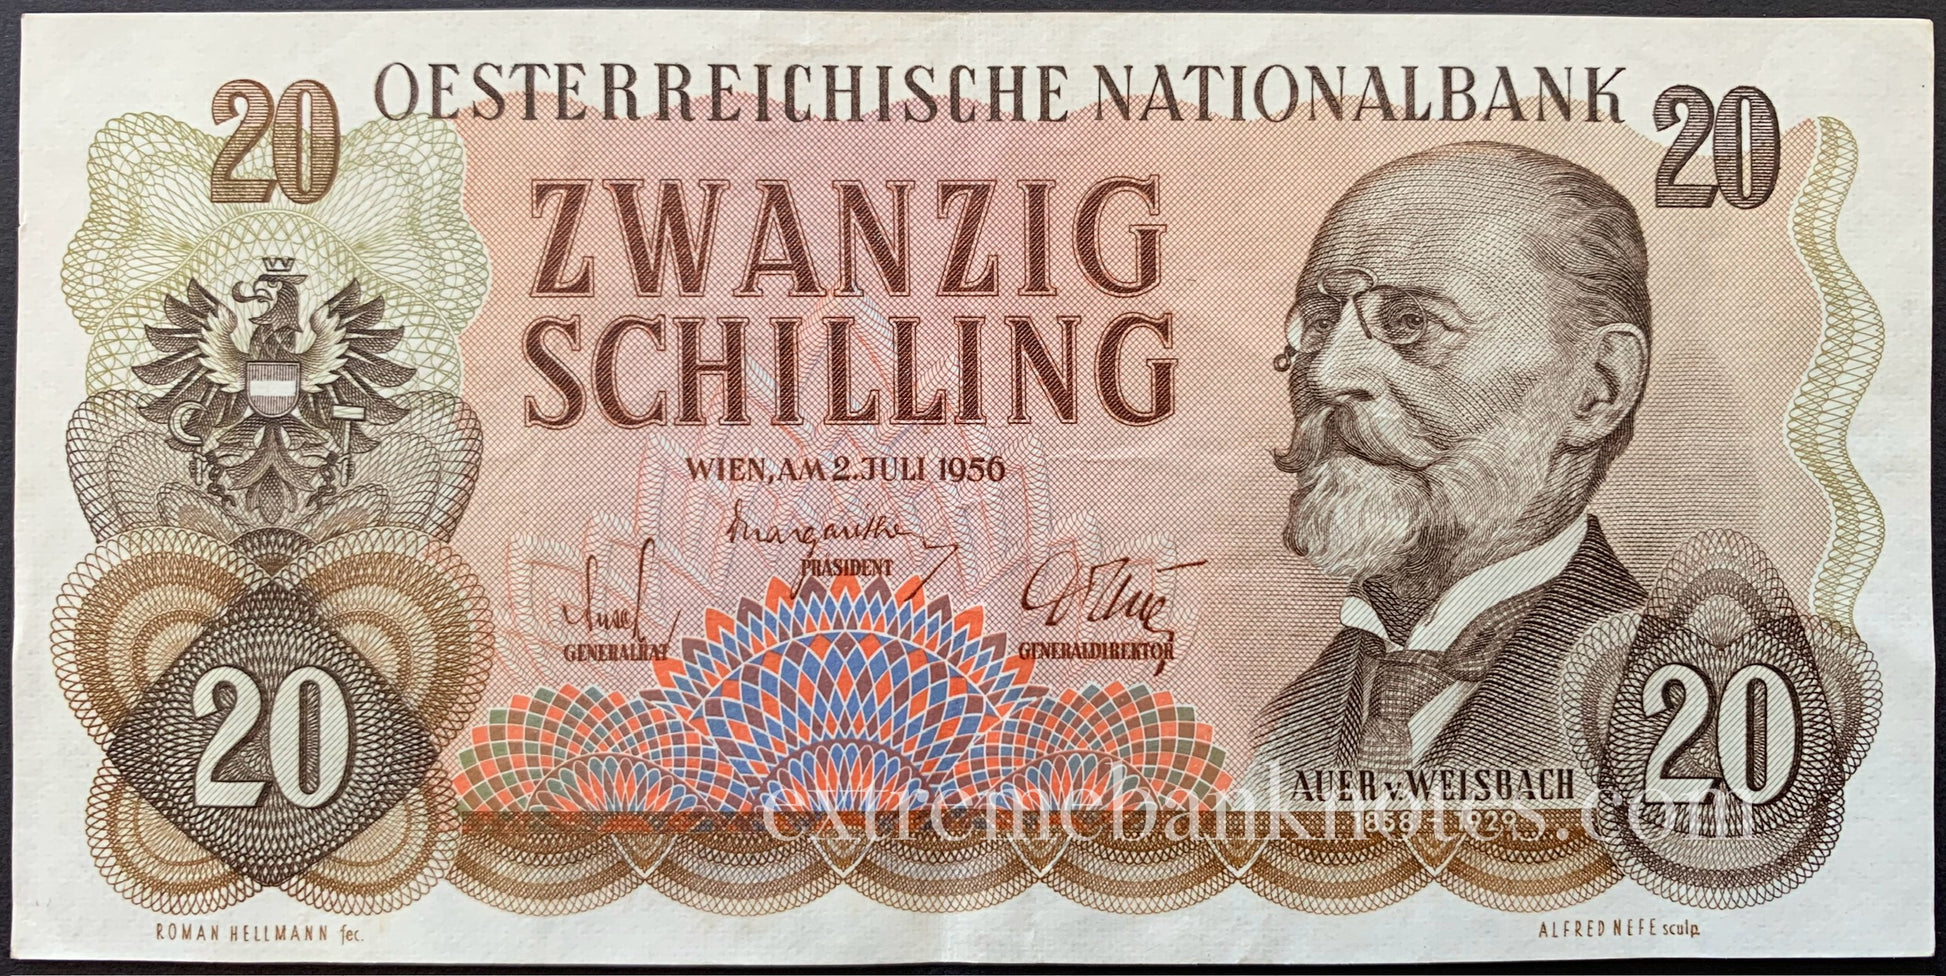 OESTERREICHISCHE NATIONALBANK
20
20
ZWANZIG
SCHILLING
WIEN, AM 2. JULI 1956
PRÄSIDENT
GENERALRAT
GENERALDIREKTOR
20
20
AUER v. WELSBACH
1858 - 1929
extremebanknotes.com
ROMAN HELLMANN fec.
ALFRED NEFE sculp.